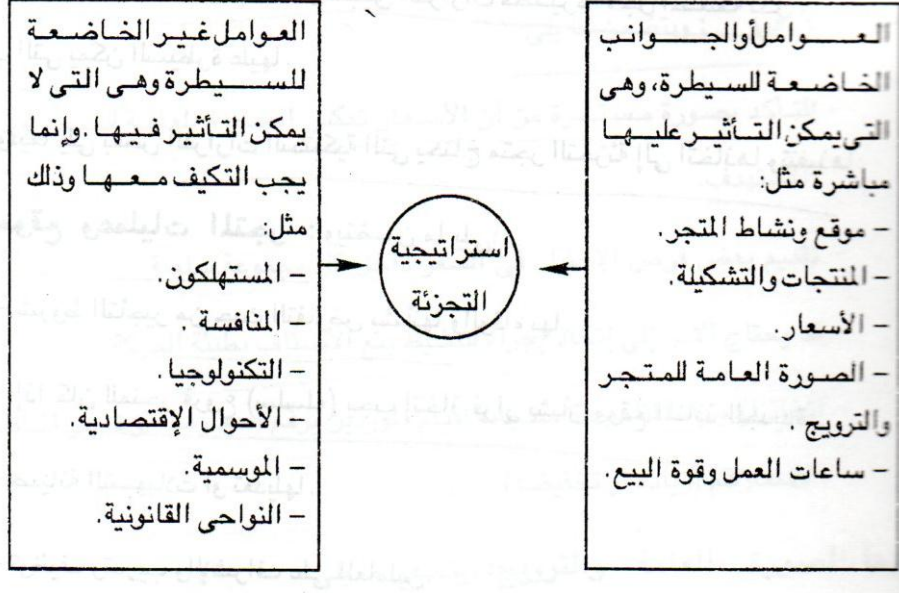 العوامل أو الجوانب
الخاضعة للسيطرة، وهى
التى يمكن التأثير عليها
مباشرة مثل:
– موقع ونشاط المتجر.
– المنتجات والتشكيلة.
– الأسعار.
– الصورة العامة للمتجر
والترويج.
– ساعات العمل وقوة البيع.
استراتيجية
التجزئة
العوامل غير الخاضعة
للسيطرة وهى التى لا
يمكن التأثير فيها . وإنما
يجب التكيف معها وذلك
مثل:
– المستهلكون.
– المنافسة .
– التكنولوجيا.
– الأحوال الإقتصادية.
– الموسمية.
– النواحى القانونية.